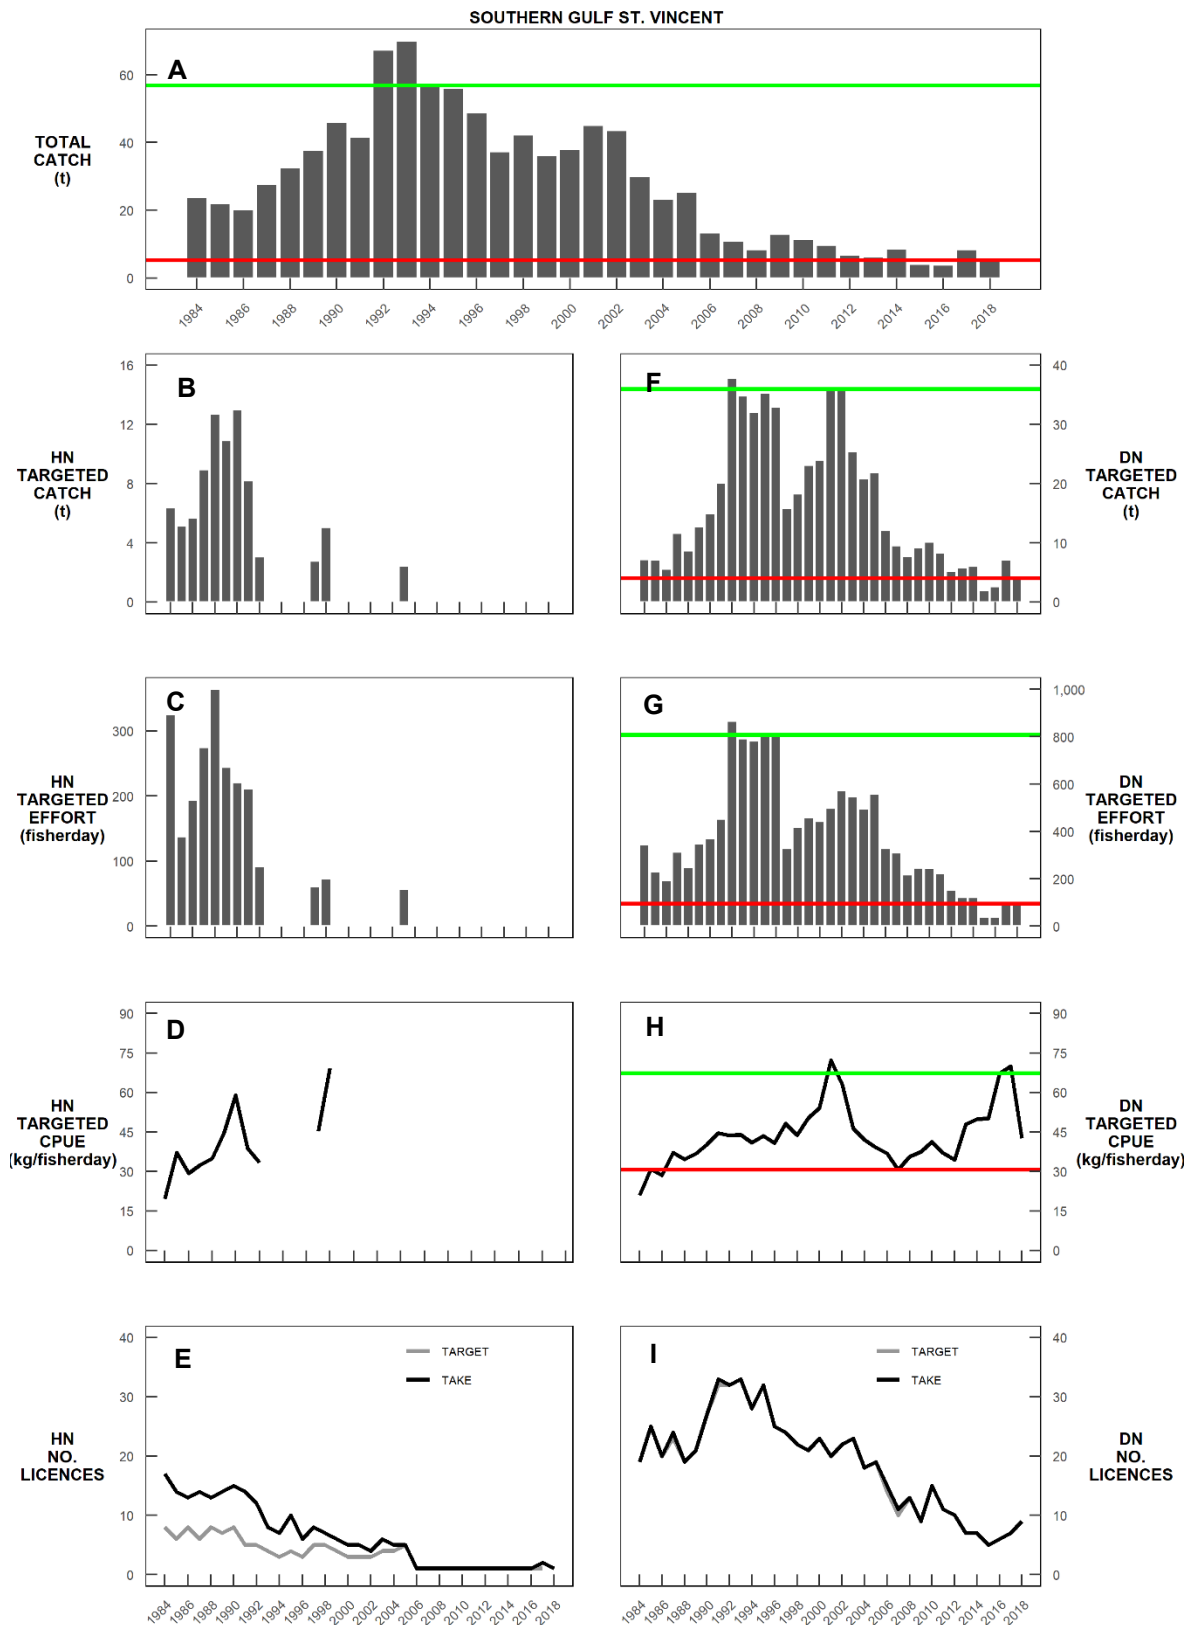 SOUTHERN GULF ST. VINCENT
A
TOTAL
CATCH
(t)
60
40
20
0
1984 1986 1988 1990 1992 1994 1996 1998 2000 2002 2004 2006 2008 2010 2012 2014 2016 2018
B
HN
TARGETED
CATCH
(t)
16
12
8
4
0
F
40
30
20
10
0
DN
TARGETED
CATCH
(t)
C
HN
TARGETED
EFFORT
(fisherday)
300
200
100
0
G
1,000
800
600
400
200
0
DN
TARGETED
EFFORT
(fisherday)
D
HN
TARGETED
CPUE
(kg/fisherday)
90
75
60
45
30
15
0
H
90
75
60
45
30
15
0
DN
TARGETED
CPUE
(kg/fisherday)
E
TARGET
TAKE
HN
NO.
LICENCES
40
30
20
10
0
1984 1986 1988 1990 1992 1994 1996 1998 2000 2002 2004 2006 2008 2010 2012 2014 2016 2018
I
TARGET
TAKE
40
30
20
10
0
DN
NO.
LICENCES
1984 1986 1988 1990 1992 1994 1996 1998 2000 2002 2004 2006 2008 2010 2012 2014 2016 2018